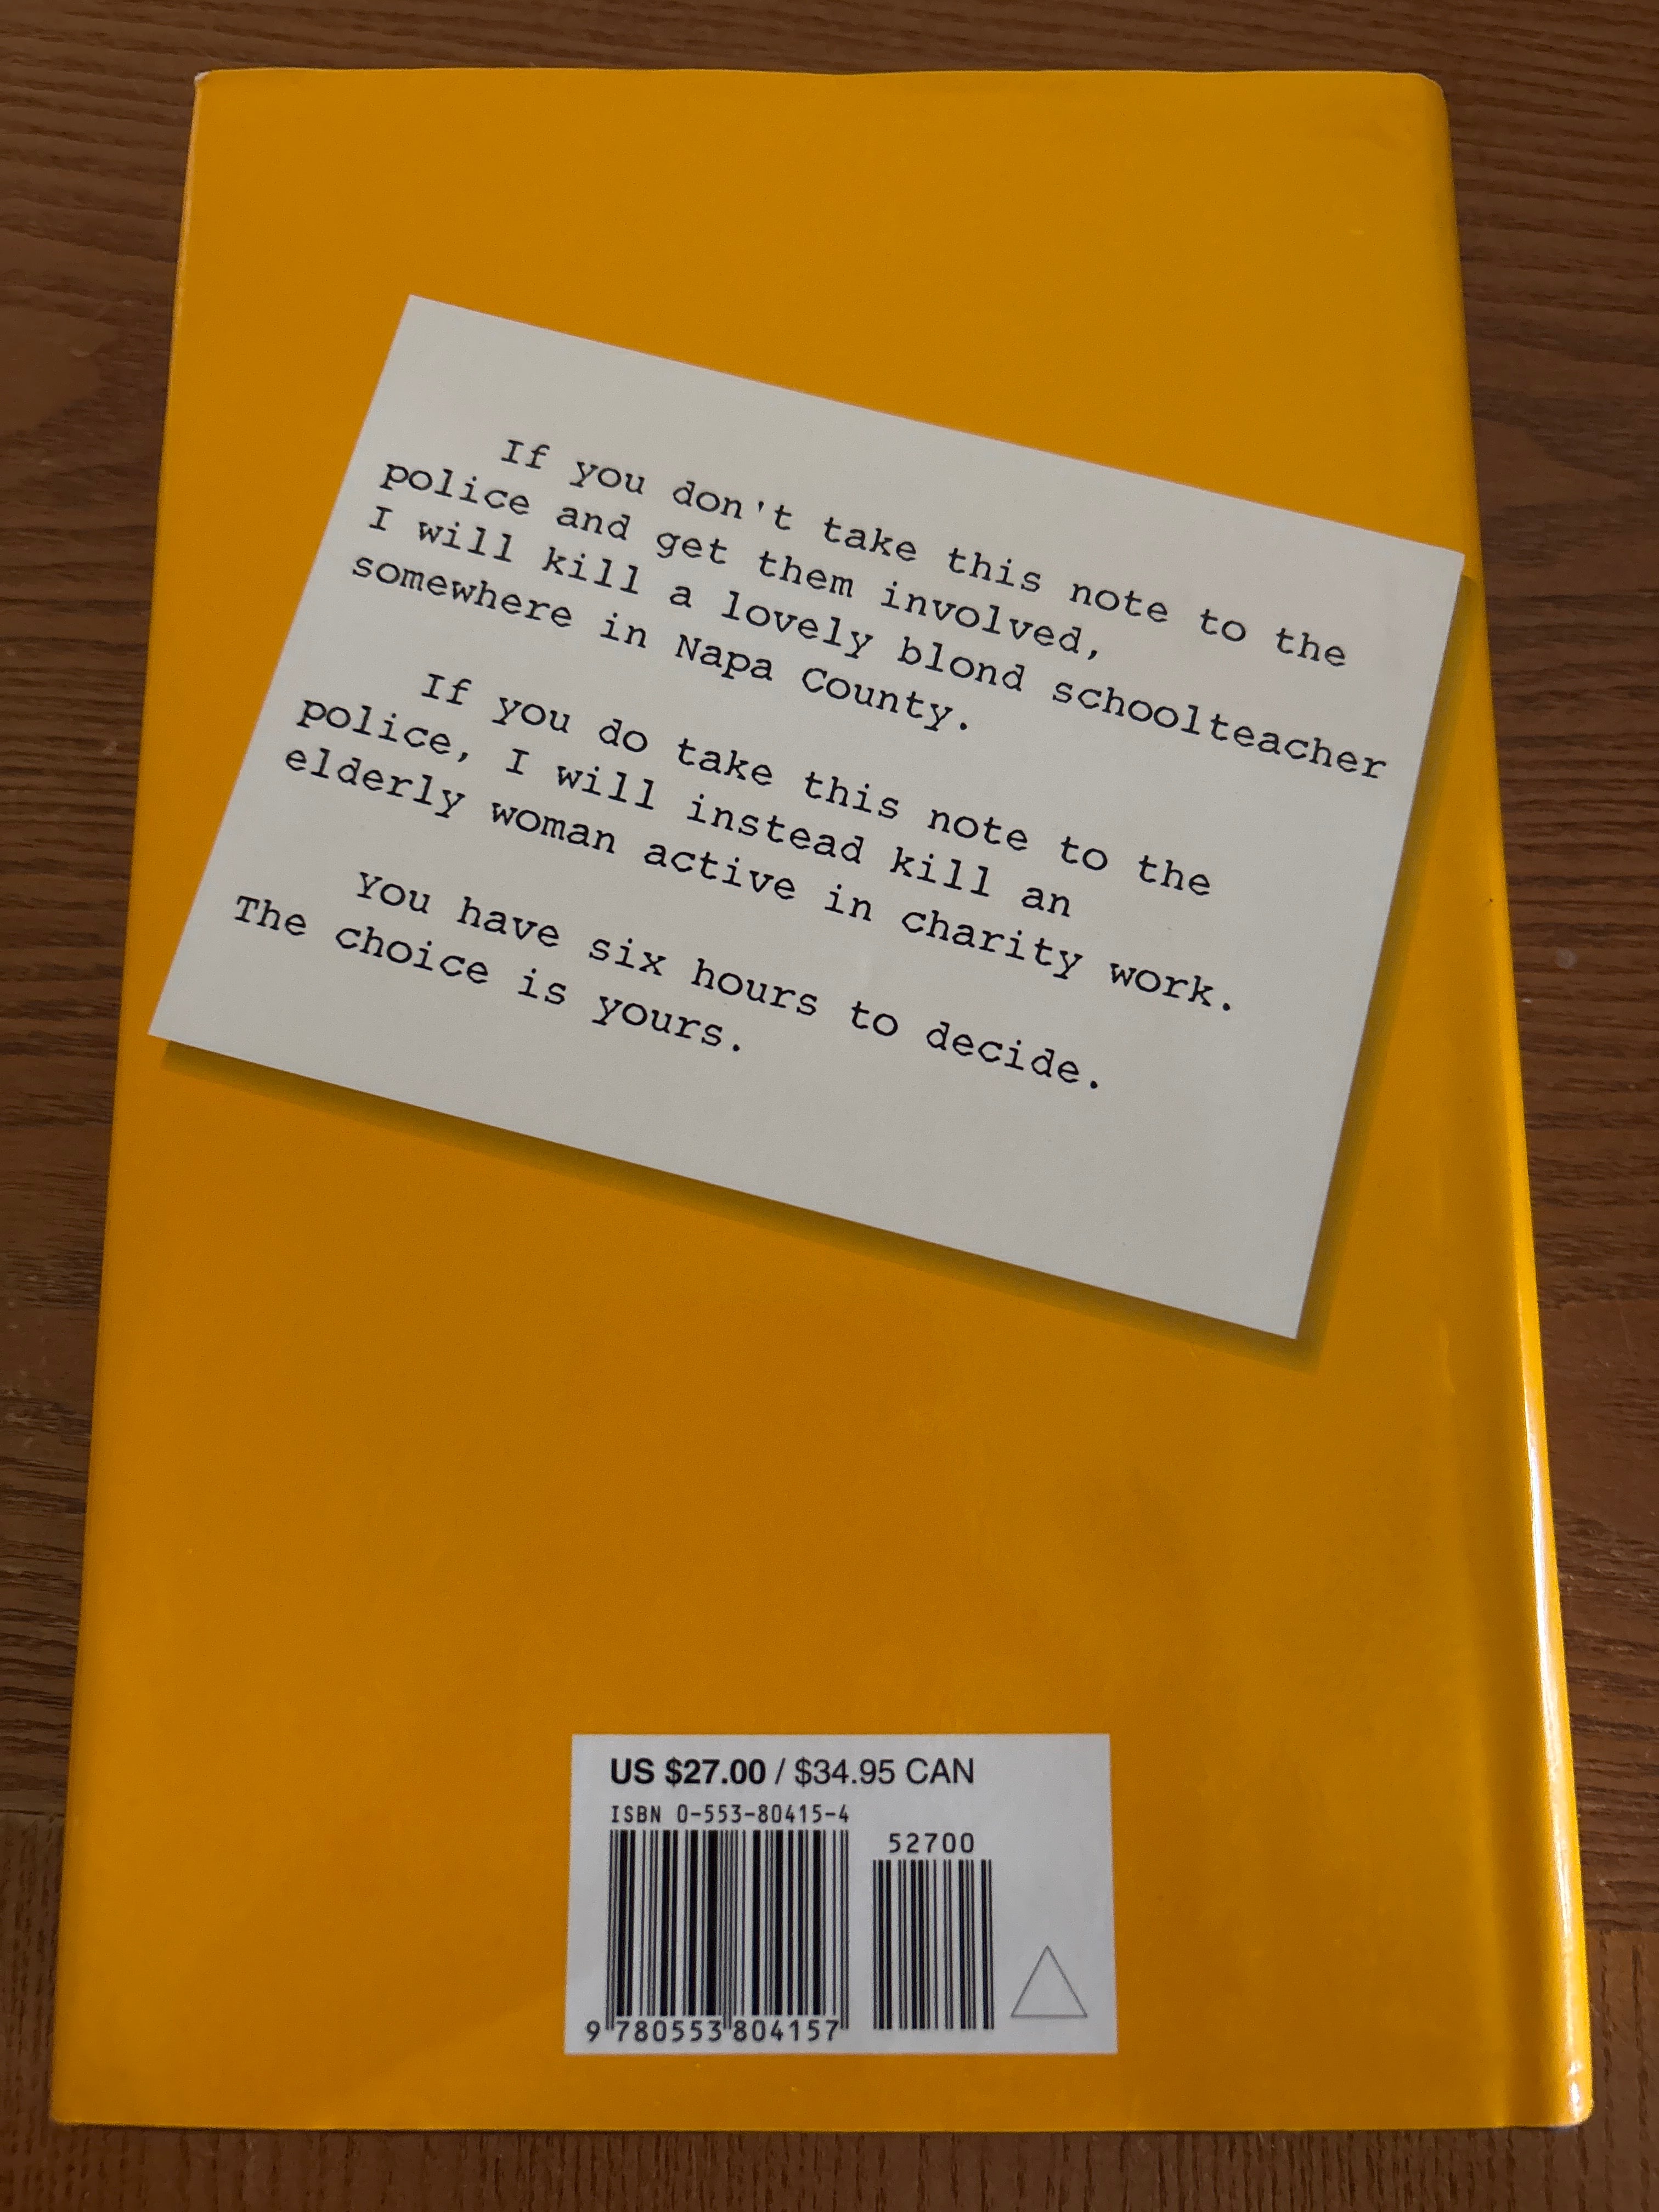 If you don't take this note to the
police and get them involved,
I will kill a lovely blond schoolteacher
somewhere in Napa County.
If you do take this note to the
police, I will instead kill an
elderly woman active in charity work.
You have six hours to decide.
The choice is yours.
US $27.00 / $34.95 CAN
ISBN 0-553-80415-4
52700
9 780553 804157